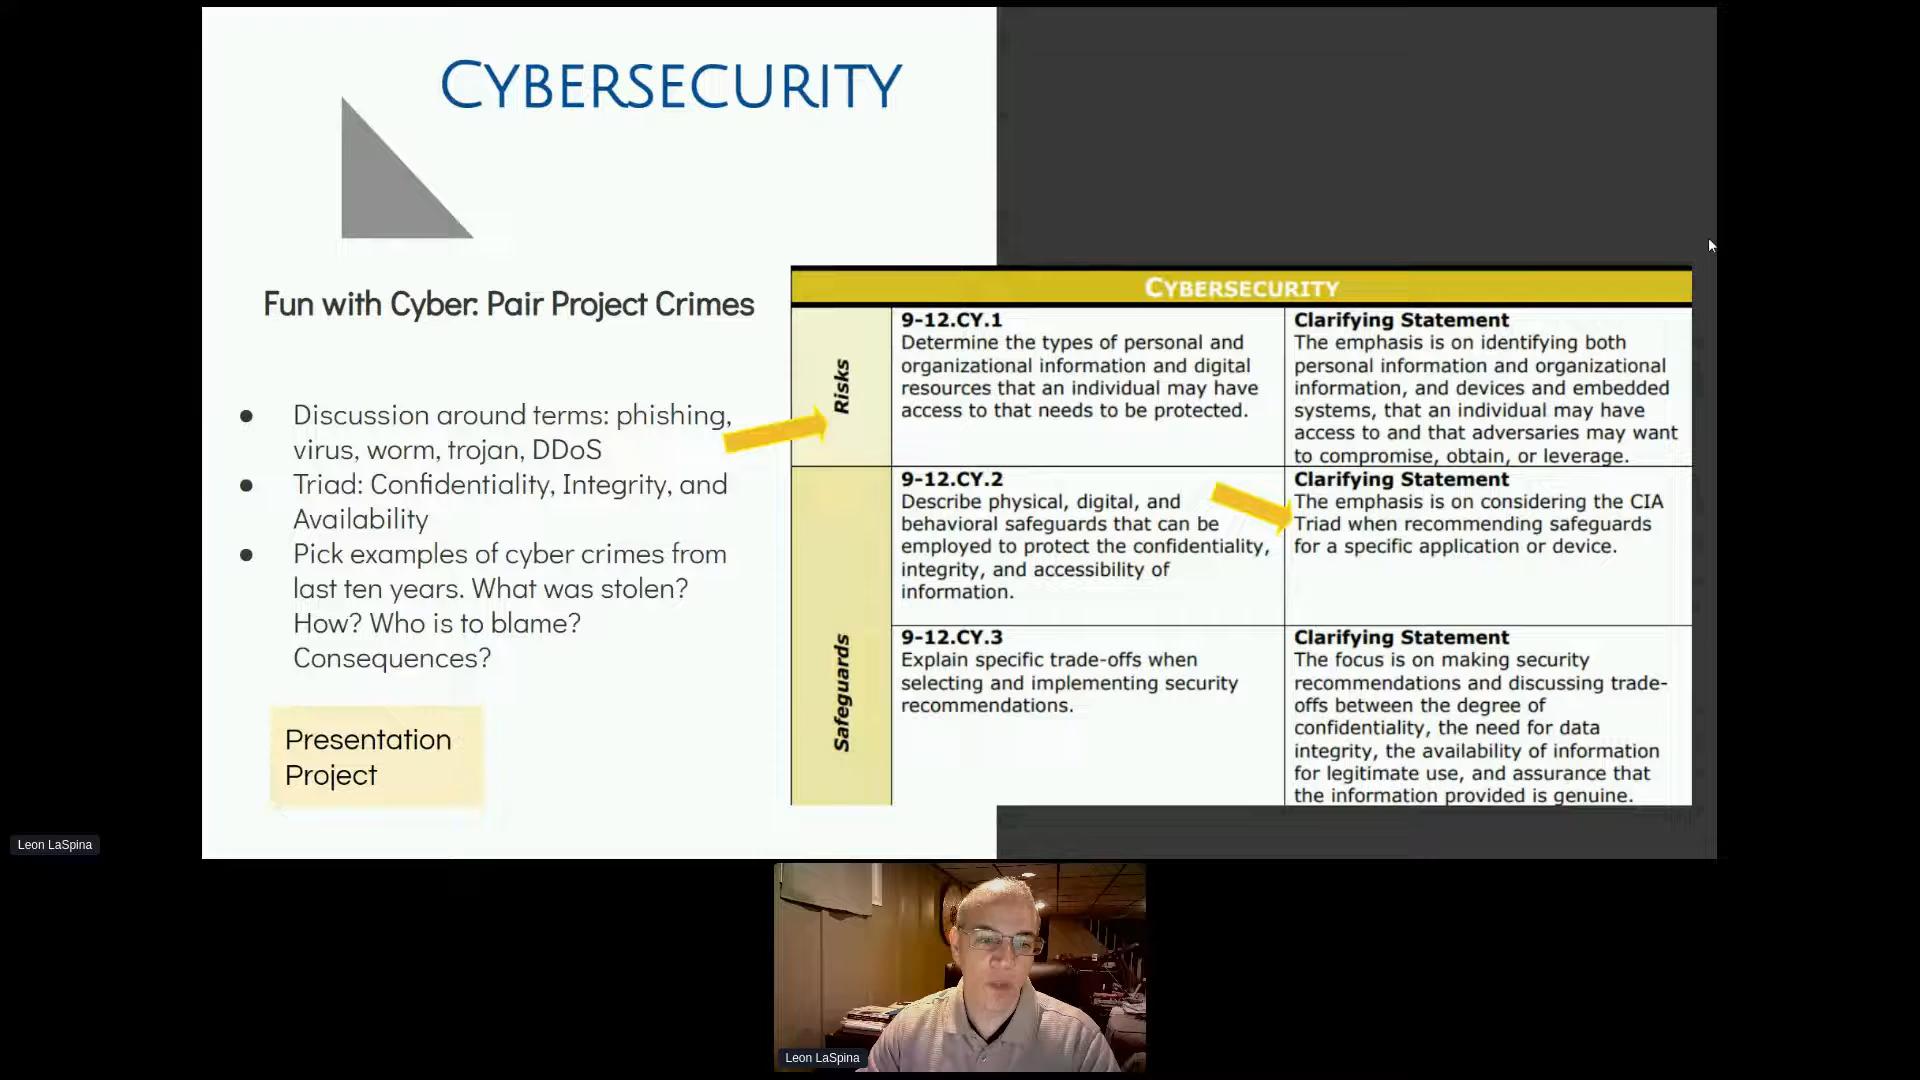 CYBERSECURITY
Fun with Cyber: Pair Project Crimes
● Discussion around terms: phishing,
virus, worm, trojan, DDoS
● Triad: Confidentiality, Integrity, and
Availability
● Pick examples of cyber crimes from
last ten years. What was stolen?
How? Who is to blame?
Consequences?
Presentation
Project
CYBERSECURITY
Risks
9-12.CY.1
Determine the types of personal and
organizational information and digital
resources that an individual may have
access to that needs to be protected.
Clarifying Statement
The emphasis is on identifying both
personal information and organizational
information, and devices and embedded
systems, that an individual may have
access to and that adversaries may want
to compromise, obtain, or leverage.
Safeguards
9-12.CY.2
Describe physical, digital, and
behavioral safeguards that can be
employed to protect the confidentiality,
integrity, and accessibility of
information.
Clarifying Statement
The emphasis is on considering the CIA
Triad when recommending safeguards
for a specific application or device.
9-12.CY.3
Explain specific trade-offs when
selecting and implementing security
recommendations.
Clarifying Statement
The focus is on making security
recommendations and discussing trade-
offs between the degree of
confidentiality, the need for data
integrity, the availability of information
for legitimate use, and assurance that
the information provided is genuine.
Leon LaSpina
Leon LaSpina